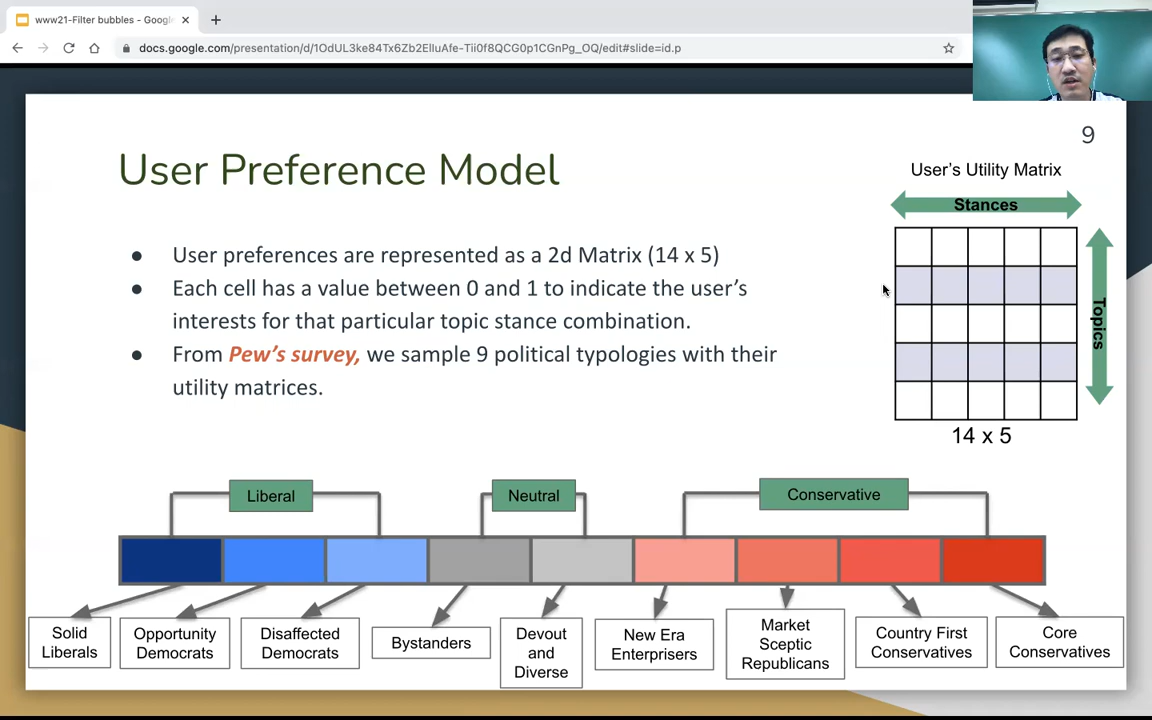 www21-Filter bubbles - Google
docs.google.com/presentation/d/1OdUL3ke84Tx6Zb2ElluAfe-Tii0f8QCG0p1CGnPg_OQ/edit#slide=id.p
9
User Preference Model
User's Utility Matrix
Stances
Topics
14 x 5
● User preferences are represented as a 2d Matrix (14 x 5)
● Each cell has a value between 0 and 1 to indicate the user's
interests for that particular topic stance combination.
● From Pew's survey, we sample 9 political typologies with their
utility matrices.
Liberal
Neutral
Conservative
Solid
Liberals
Opportunity
Democrats
Disaffected
Democrats
Bystanders
Devout
and
Diverse
New Era
Enterprisers
Market
Sceptic
Republicans
Country First
Conservatives
Core
Conservatives